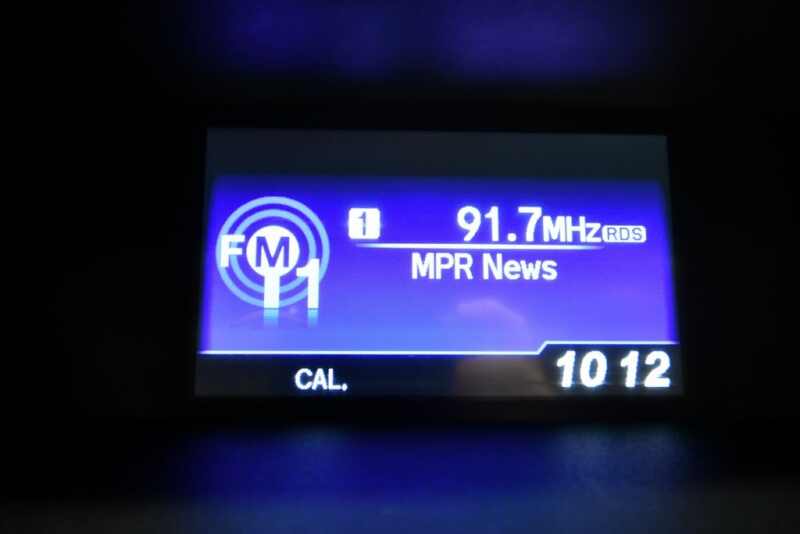 1 91.7MHz RDS
FM
1
MPR News
CAL. 10 12